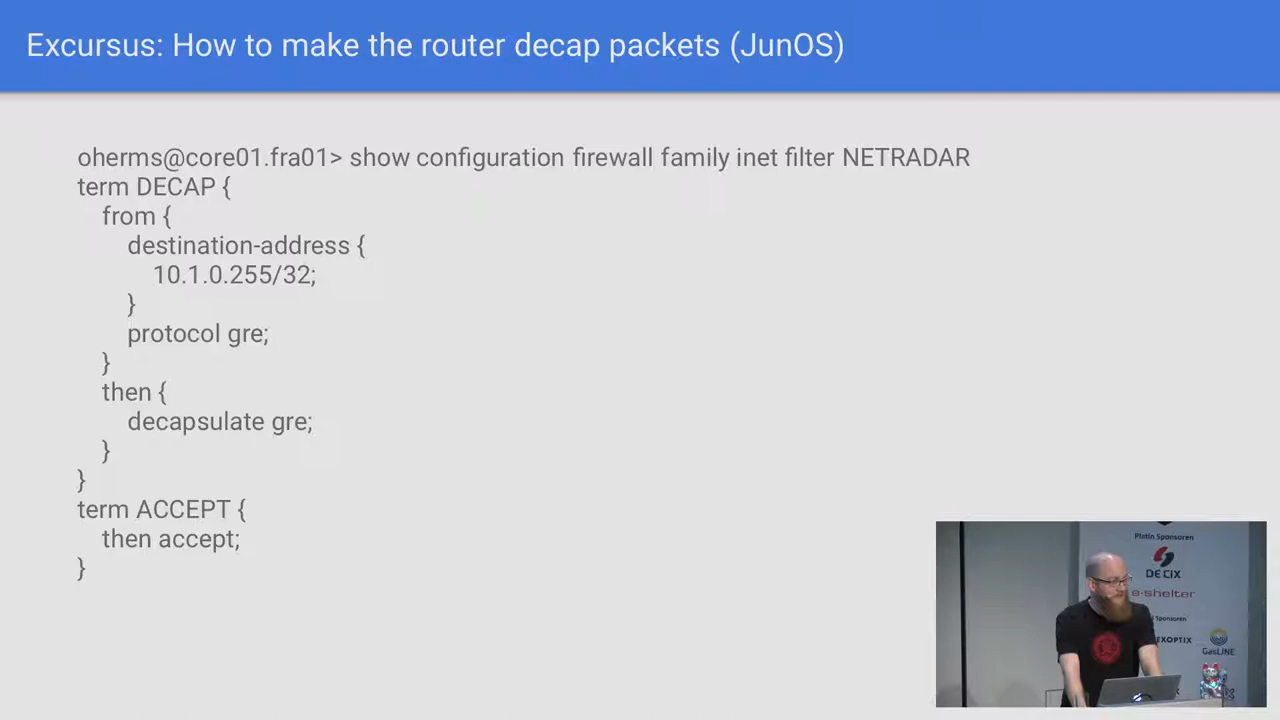 Excursus: How to make the router decap packets (JunOS)
oherms@core01.fra01> show configuration firewall family inet filter NETRADAR
term DECAP {
from {
destination-address {
10.1.0.255/32;
}
protocol gre;
}
then {
decapsulate gre;
}
}
term ACCEPT {
then accept;
}
Platin Sponsoren
DE CIX
e-shelter
Sponsoren
EXOPTIX
GasLINE